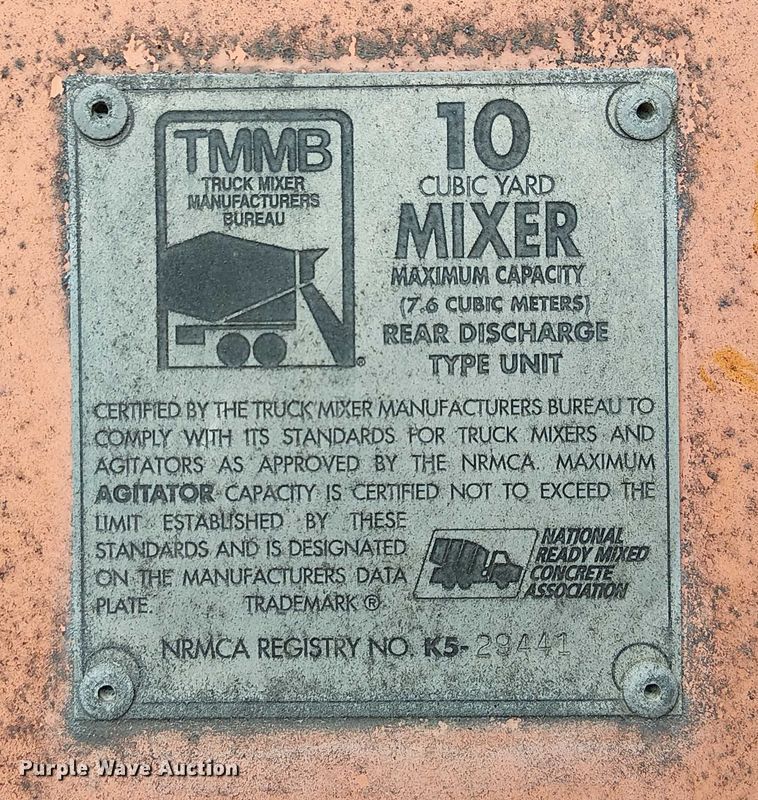 TMMB
TRUCK MIXER
MANUFACTURERS
BUREAU
®
10
CUBIC YARD
MIXER
MAXIMUM CAPACITY
(7.6 CUBIC METERS)
REAR DISCHARGE
TYPE UNIT
CERTIFIED BY THE TRUCK MIXER MANUFACTURERS BUREAU TO
COMPLY WITH ITS STANDARDS FOR TRUCK MIXERS AND
AGITATORS AS APPROVED BY THE NRMCA. MAXIMUM
AGITATOR CAPACITY IS CERTIFIED NOT TO EXCEED THE
LIMIT ESTABLISHED BY THESE
STANDARDS AND IS DESIGNATED
ON THE MANUFACTURERS DATA
PLATE. TRADEMARK ®
NATIONAL
READY MIXED
CONCRETE
ASSOCIATION
NRMCA REGISTRY NO. K5-29441
Purple Wave Auction